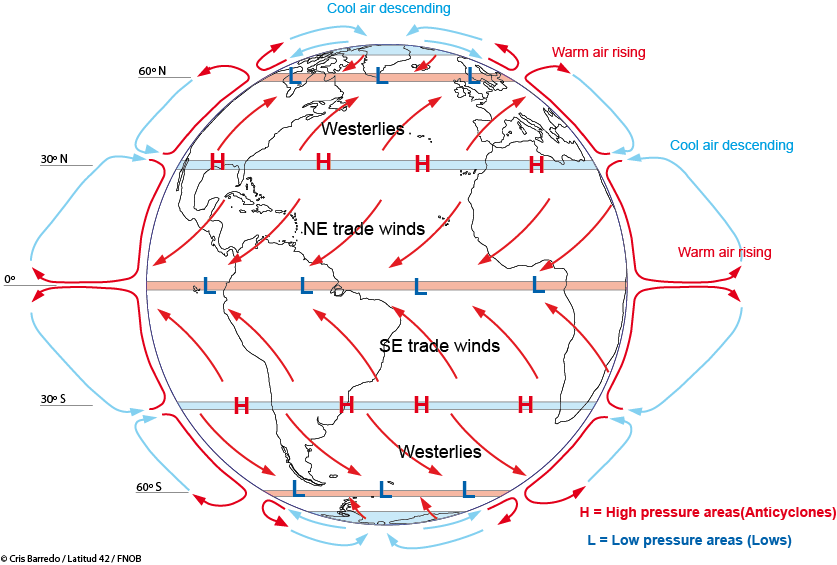 Cool air descending
Warm air rising
60º N
L L L
Westerlies
Cool air descending
30º N
H H H H
NE trade winds
Warm air rising
0º
L L L L
SE trade winds
30º S
H H H H
Westerlies
60º S
L L L
H = High pressure areas(Anticyclones)
L = Low pressure areas (Lows)
© Cris Barredo / Latitud 42 / FNOB